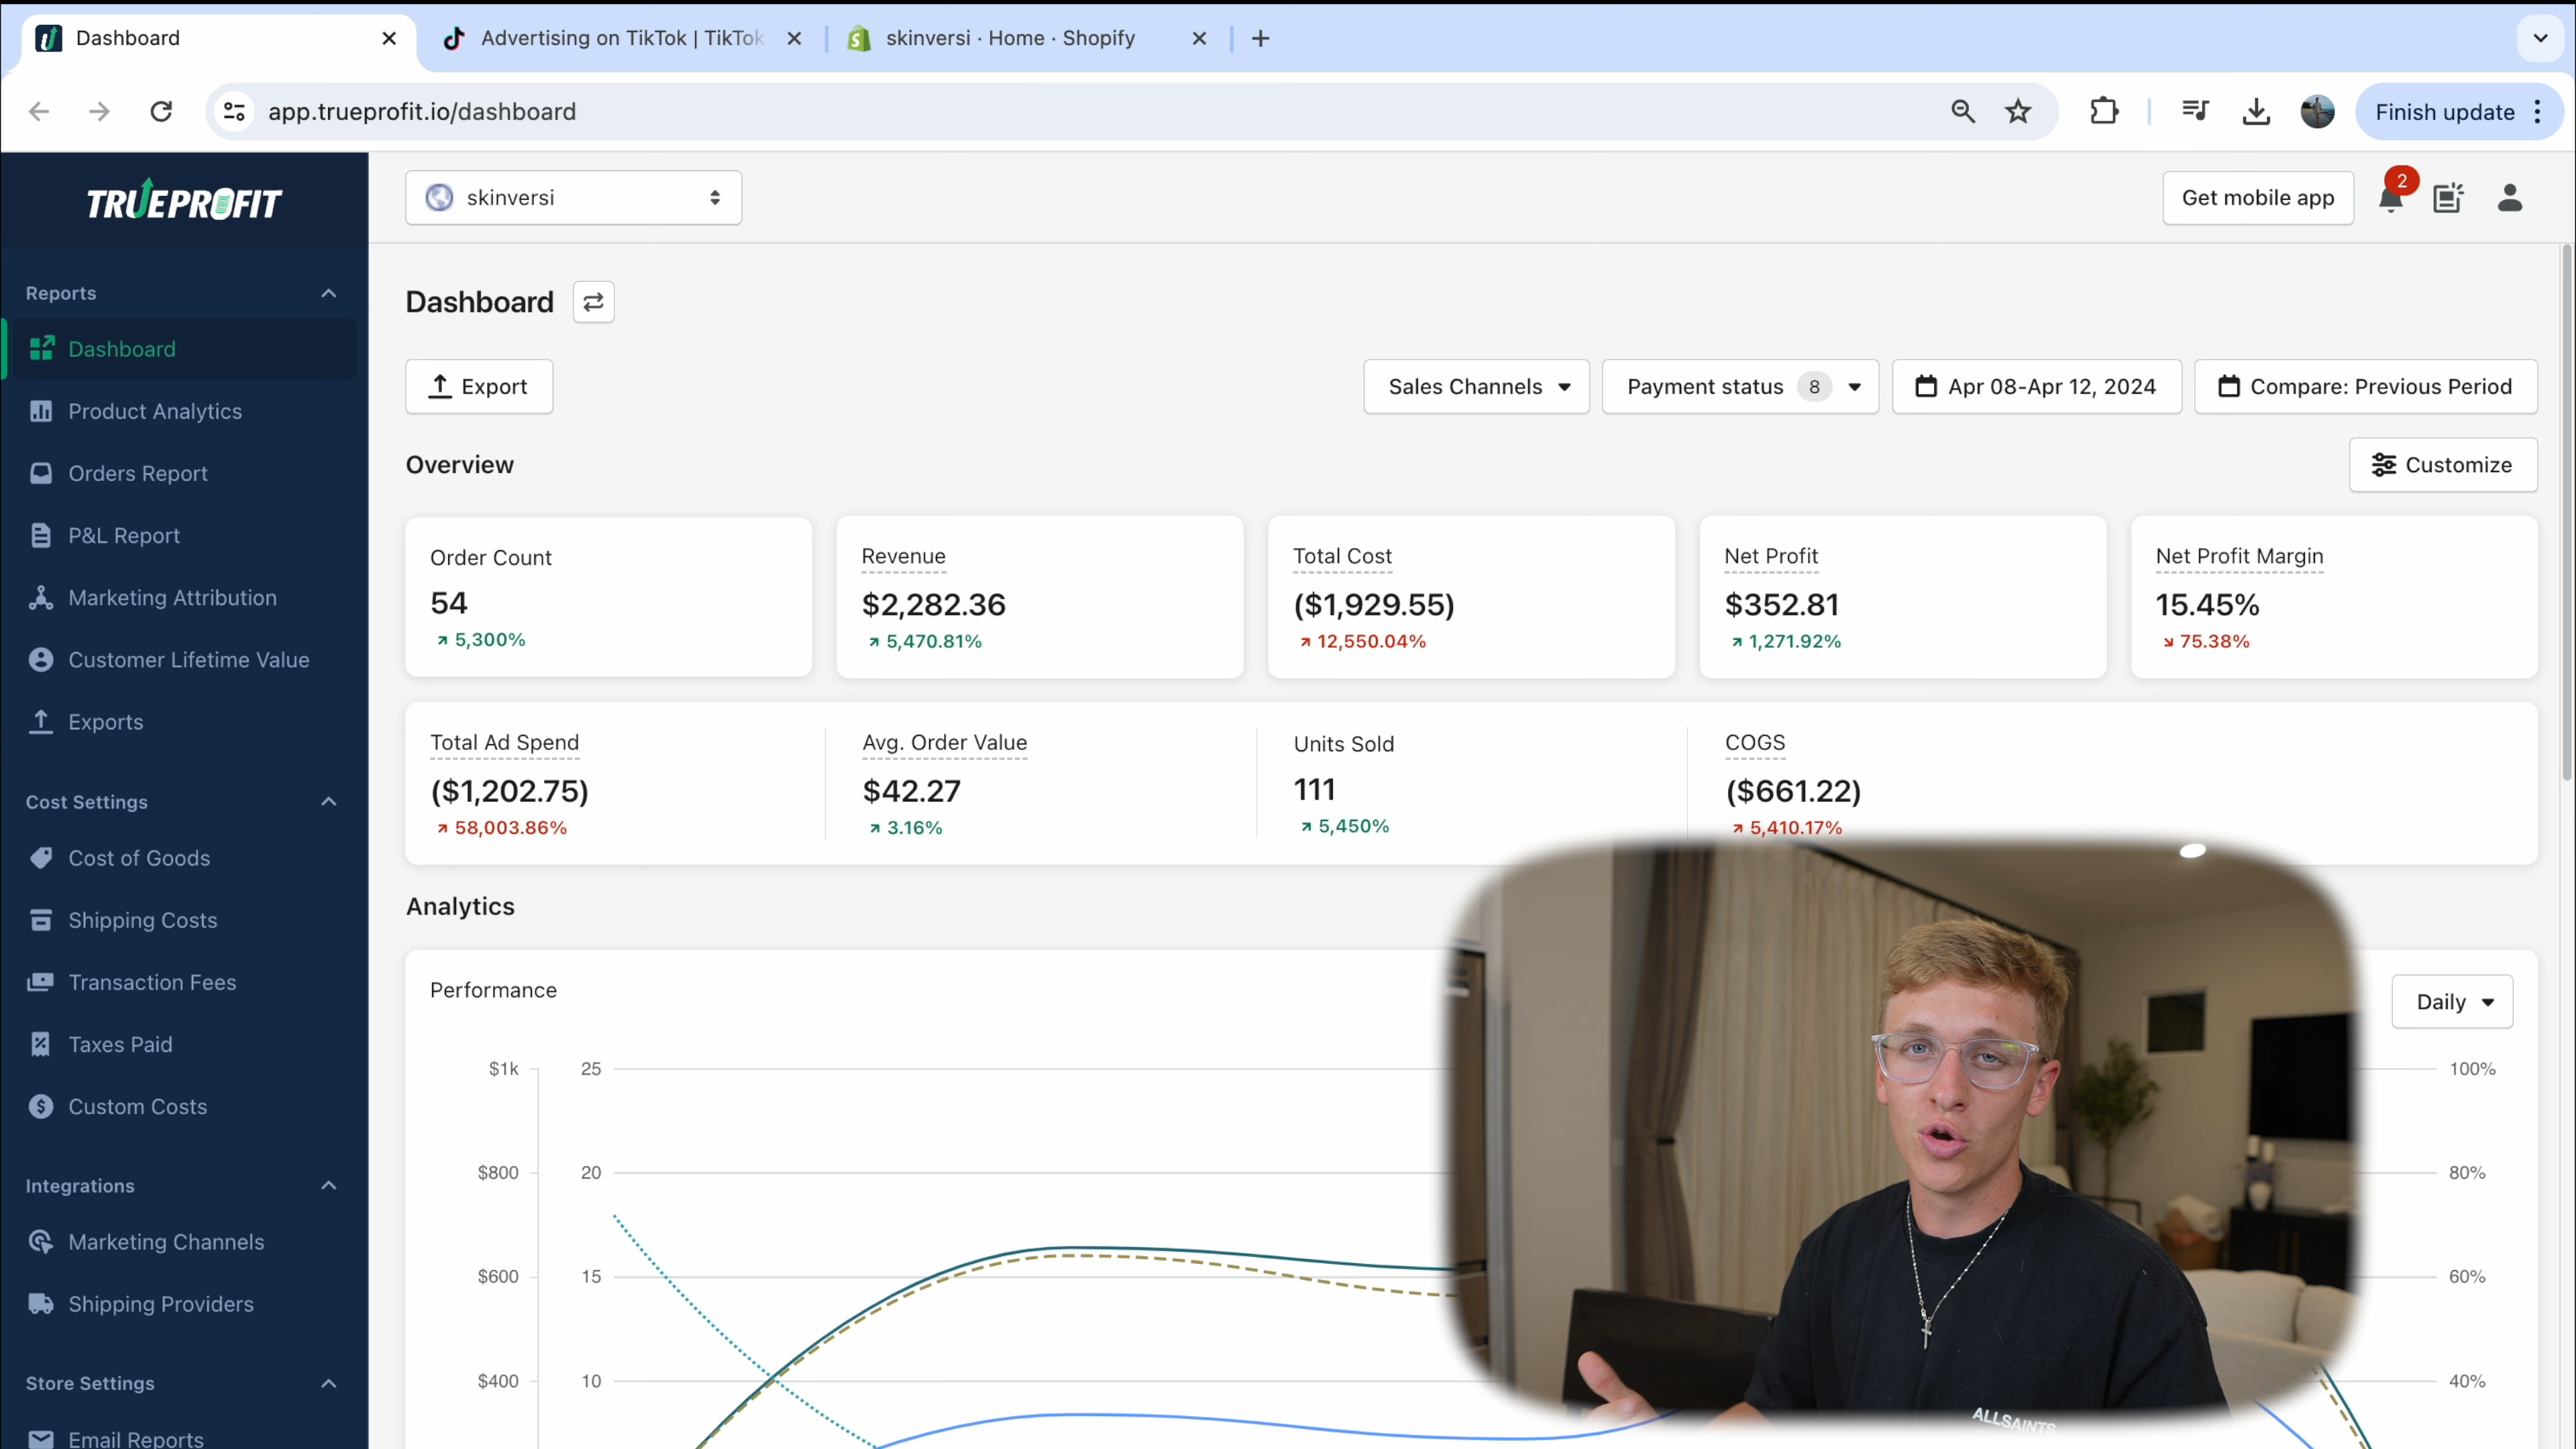 Dashboard
Advertising on TikTok | TikTok
skinversi · Home · Shopify
app.trueprofit.io/dashboard
Finish update
TRUEPROFIT
skinversi
Get mobile app
2
Reports
Dashboard
Product Analytics
Orders Report
P&L Report
Marketing Attribution
Customer Lifetime Value
Exports
Cost Settings
Cost of Goods
Shipping Costs
Transaction Fees
Taxes Paid
Custom Costs
Integrations
Marketing Channels
Shipping Providers
Store Settings
Email Reports
Dashboard
Export
Sales Channels
Payment status 8
Apr 08-Apr 12, 2024
Compare: Previous Period
Overview
Customize
Order Count
54
5,300%
Revenue
$2,282.36
5,470.81%
Total Cost
($1,929.55)
12,550.04%
Net Profit
$352.81
1,271.92%
Net Profit Margin
15.45%
75.38%
Total Ad Spend
($1,202.75)
58,003.86%
Avg. Order Value
$42.27
3.16%
Units Sold
111
5,450%
COGS
($661.22)
5,410.17%
Analytics
Performance
Daily
$1k 25 100%
$800 20 80%
$600 15 60%
$400 10 40%
ALLSAINTS